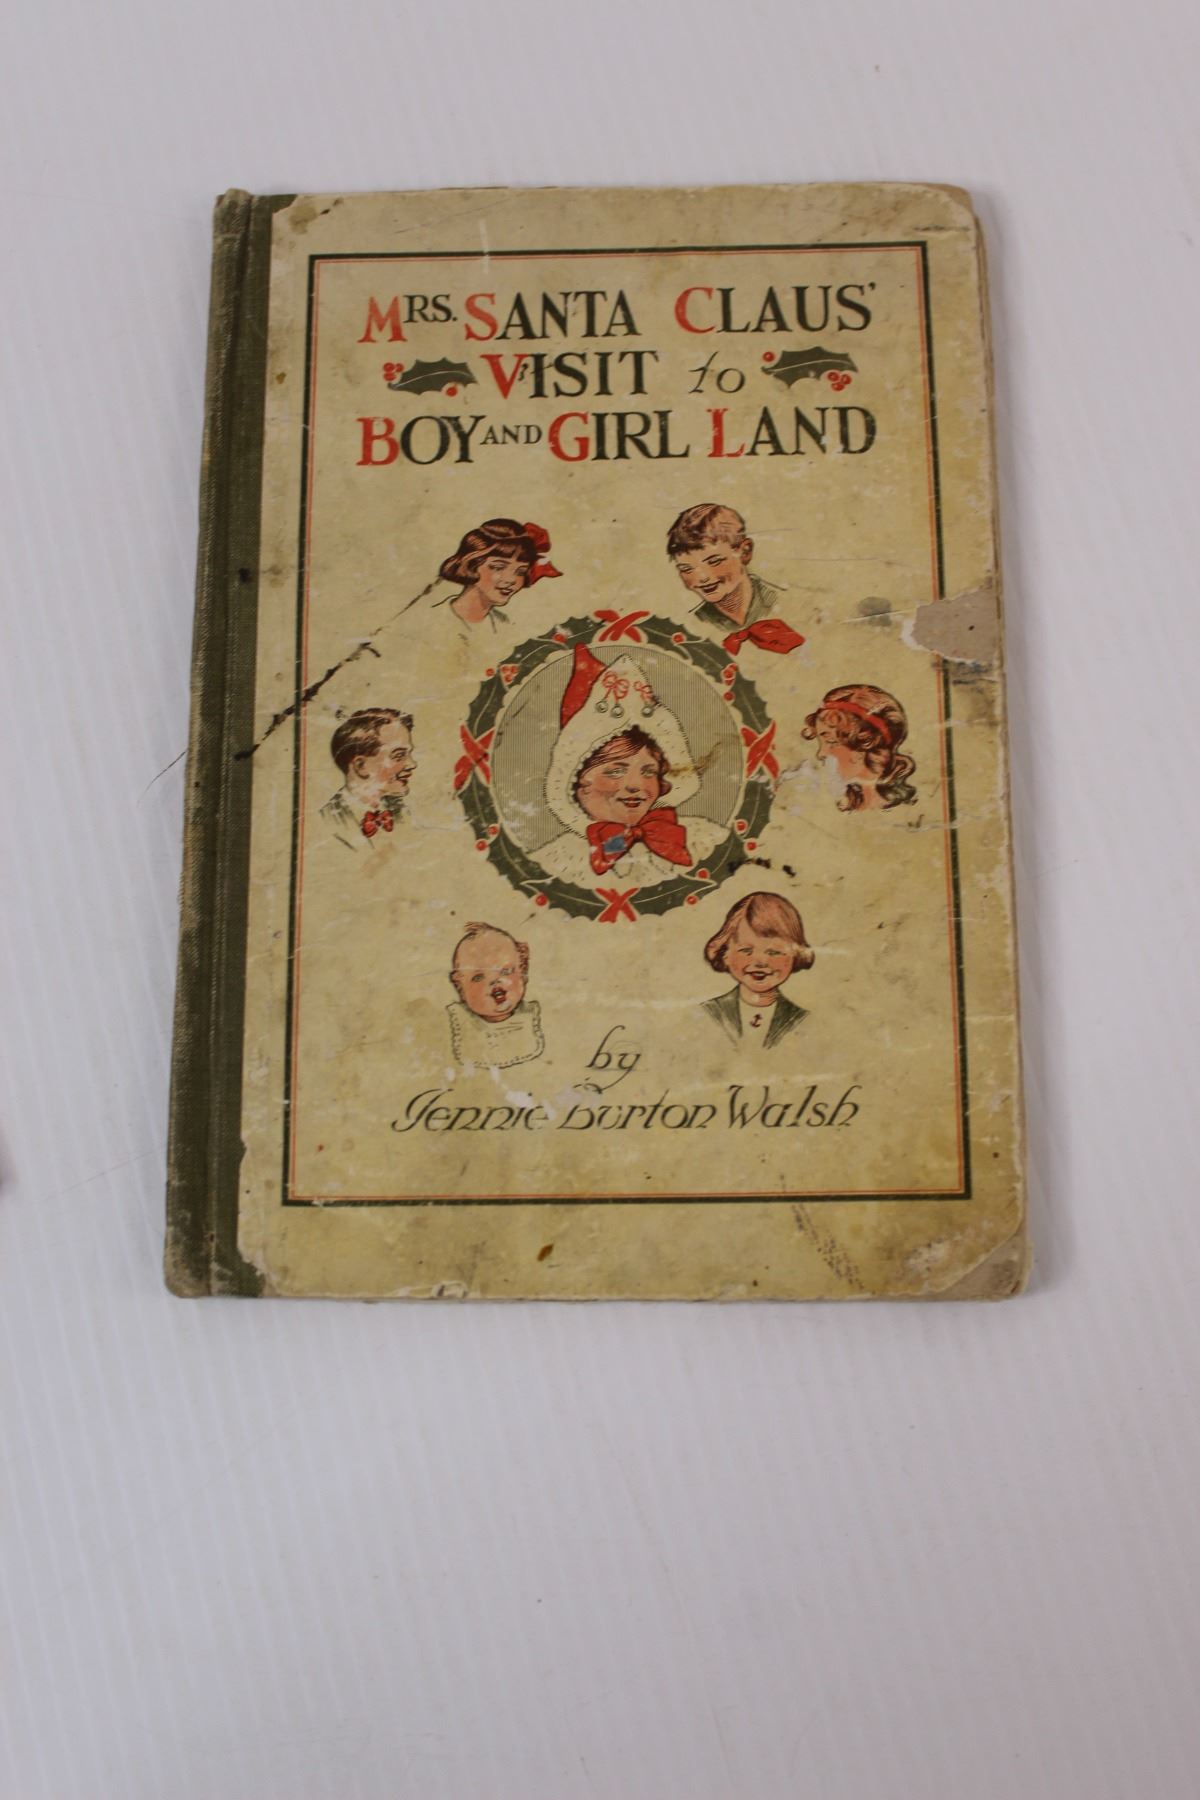 MRS. SANTA CLAUS'
VISIT to
BOY AND GIRL LAND
by
Jennie Burton Walsh